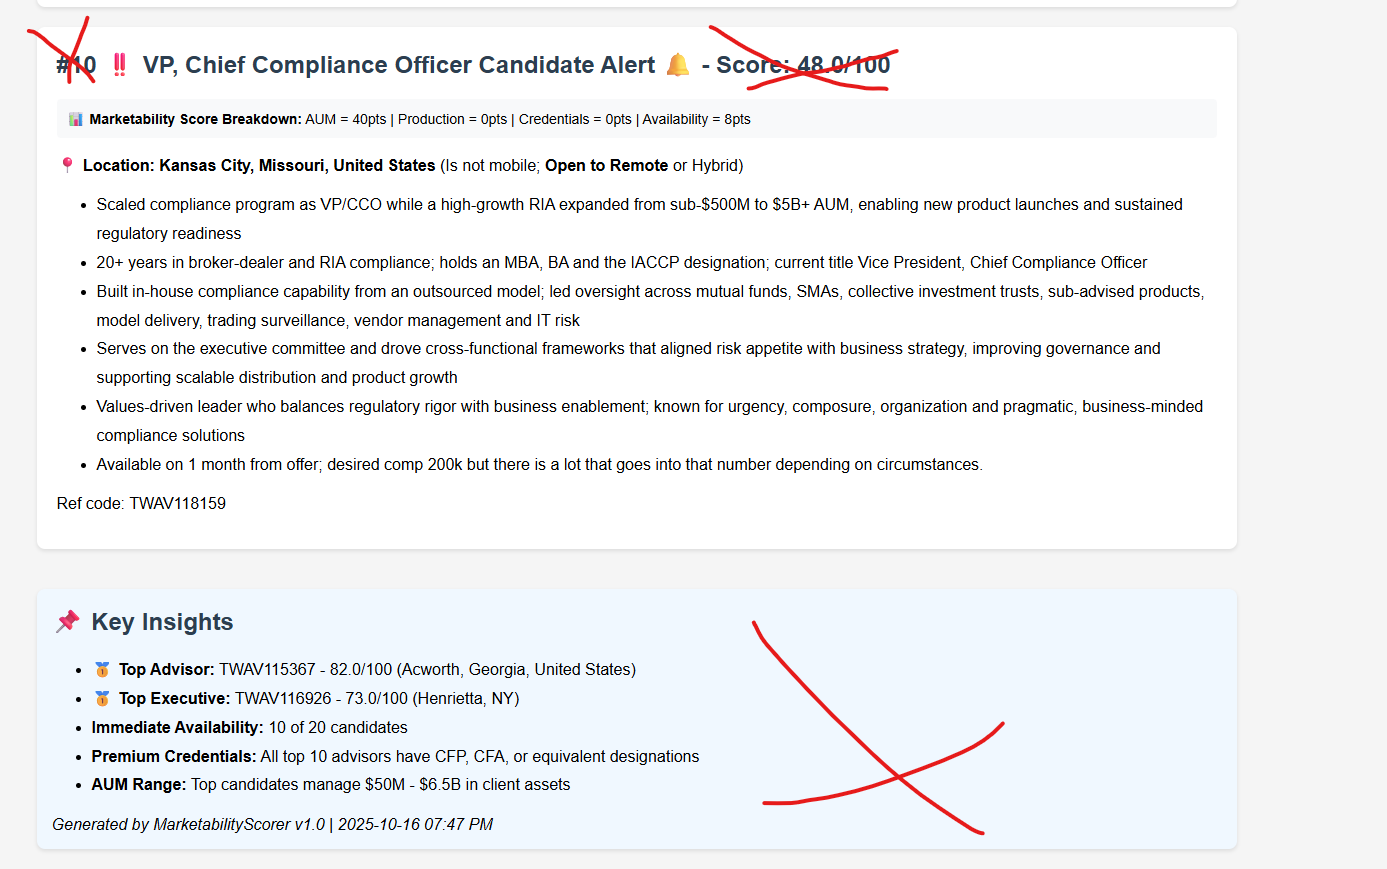 #10 ‼️ VP, Chief Compliance Officer Candidate Alert 🔔 - Score: 48.0/100
📊 Marketability Score Breakdown: AUM = 40pts | Production = 0pts | Credentials = 0pts | Availability = 8pts
📍 Location: Kansas City, Missouri, United States (Is not mobile; Open to Remote or Hybrid)
• Scaled compliance program as VP/CCO while a high-growth RIA expanded from sub-$500M to $5B+ AUM, enabling new product launches and sustained
regulatory readiness
• 20+ years in broker-dealer and RIA compliance; holds an MBA, BA and the IACCP designation; current title Vice President, Chief Compliance Officer
• Built in-house compliance capability from an outsourced model; led oversight across mutual funds, SMAs, collective investment trusts, sub-advised products,
model delivery, trading surveillance, vendor management and IT risk
• Serves on the executive committee and drove cross-functional frameworks that aligned risk appetite with business strategy, improving governance and
supporting scalable distribution and product growth
• Values-driven leader who balances regulatory rigor with business enablement; known for urgency, composure, organization and pragmatic, business-minded
compliance solutions
• Available on 1 month from offer; desired comp 200k but there is a lot that goes into that number depending on circumstances.
Ref code: TWAV118159
📌 Key Insights
• 🥇 Top Advisor: TWAV115367 - 82.0/100 (Acworth, Georgia, United States)
• 🥇 Top Executive: TWAV116926 - 73.0/100 (Henrietta, NY)
• Immediate Availability: 10 of 20 candidates
• Premium Credentials: All top 10 advisors have CFP, CFA, or equivalent designations
• AUM Range: Top candidates manage $50M - $6.5B in client assets
Generated by MarketabilityScorer v1.0 | 2025-10-16 07:47 PM